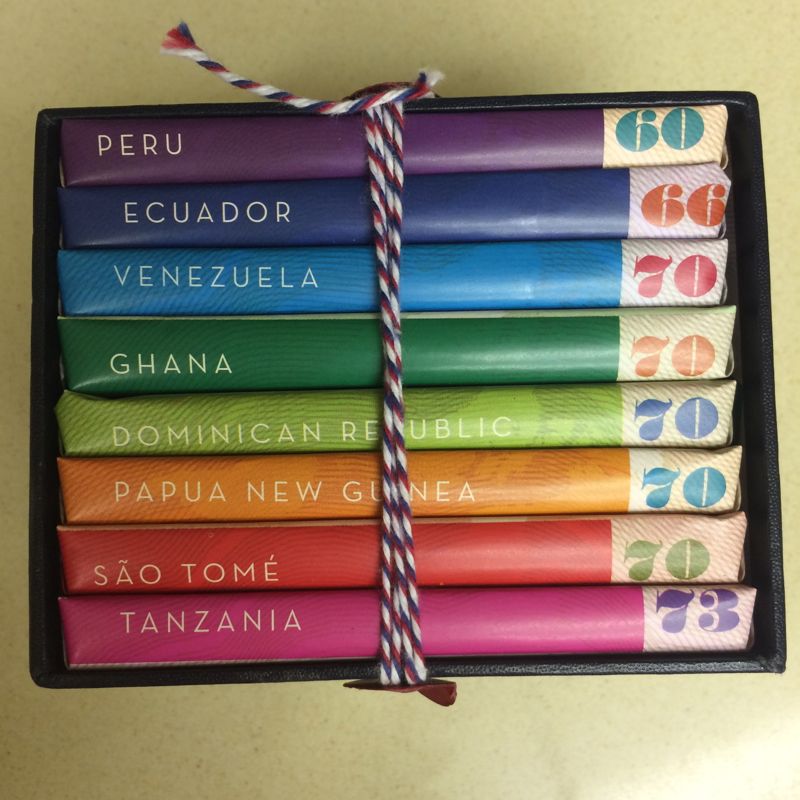 PERU 60
ECUADOR 66
VENEZUELA 70
GHANA 70
DOMINICAN REPUBLIC 70
PAPUA NEW GUINEA 70
SÃO TOMÉ 70
TANZANIA 73